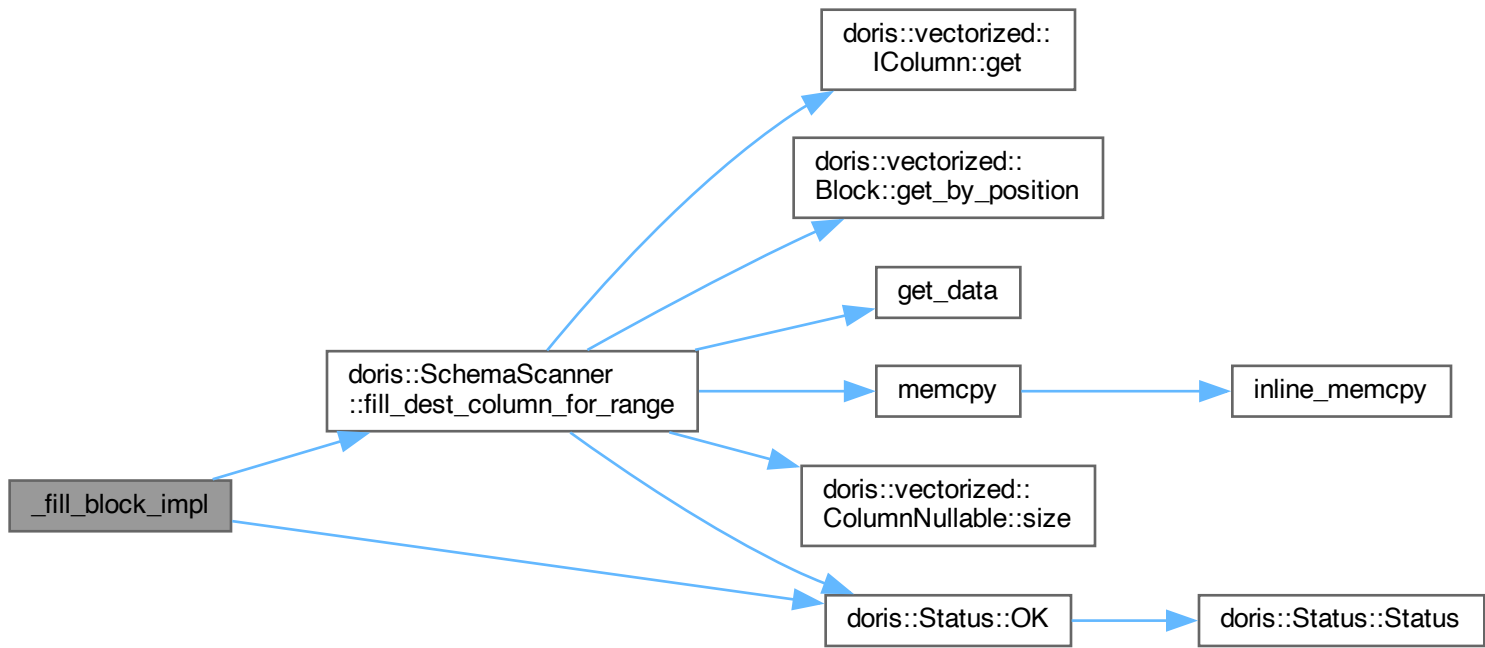 doris::vectorized::
IColumn::get
doris::vectorized::
Block::get_by_position
get_data
doris::SchemaScanner
::fill_dest_column_for_range
memcpy
inline_memcpy
_fill_block_impl
doris::vectorized::
ColumnNullable::size
doris::Status::OK
doris::Status::Status